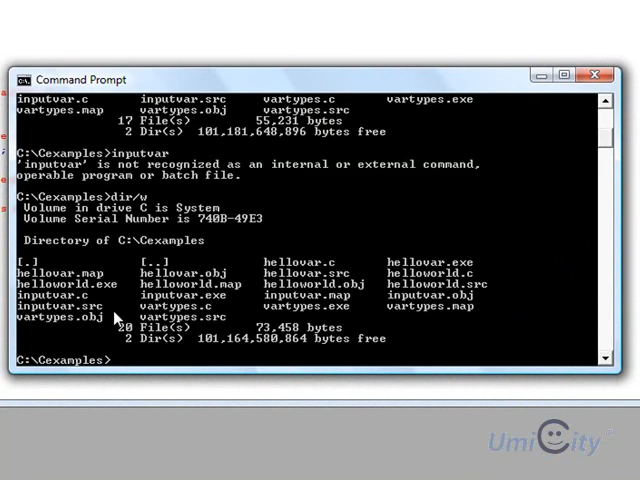 Command Prompt
inputvar.c inputvar.src vartypes.c vartypes.exe
vartypes.map vartypes.obj vartypes.src
17 File(s) 55,231 bytes
2 Dir(s) 101,181,648,896 bytes free
C:\Cexamples>inputvar
'inputvar' is not recognized as an internal or external command,
operable program or batch file.
C:\Cexamples>dir/w
Volume in drive C is System
Volume Serial Number is 740B-49E3
Directory of C:\Cexamples
[.] [..] hellovar.c hellovar.exe
hellovar.map hellovar.obj hellovar.src helloworld.c
helloworld.exe helloworld.map helloworld.obj helloworld.src
inputvar.c inputvar.exe inputvar.map inputvar.obj
inputvar.src vartypes.c vartypes.exe vartypes.map
vartypes.obj vartypes.src
20 File(s) 73,458 bytes
2 Dir(s) 101,164,580,864 bytes free
C:\Cexamples>
UmiCity